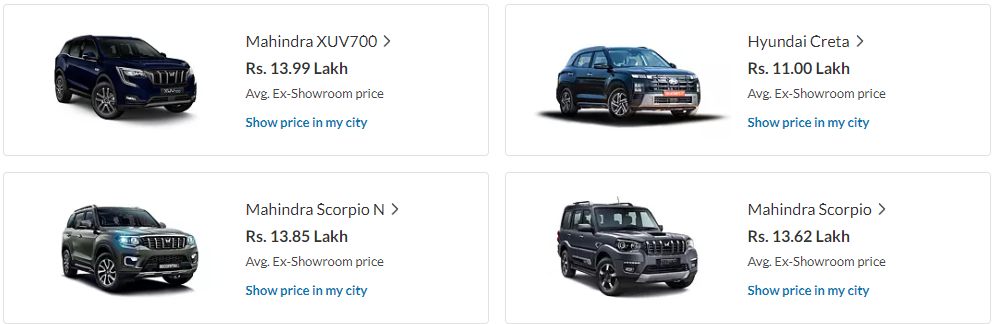 Mahindra XUV700
Rs. 13.99 Lakh
Avg. Ex-Showroom price
Show price in my city
Hyundai Creta
Rs. 11.00 Lakh
Avg. Ex-Showroom price
Show price in my city
Mahindra Scorpio N
Rs. 13.85 Lakh
Avg. Ex-Showroom price
Show price in my city
Mahindra Scorpio
Rs. 13.62 Lakh
Avg. Ex-Showroom price
Show price in my city